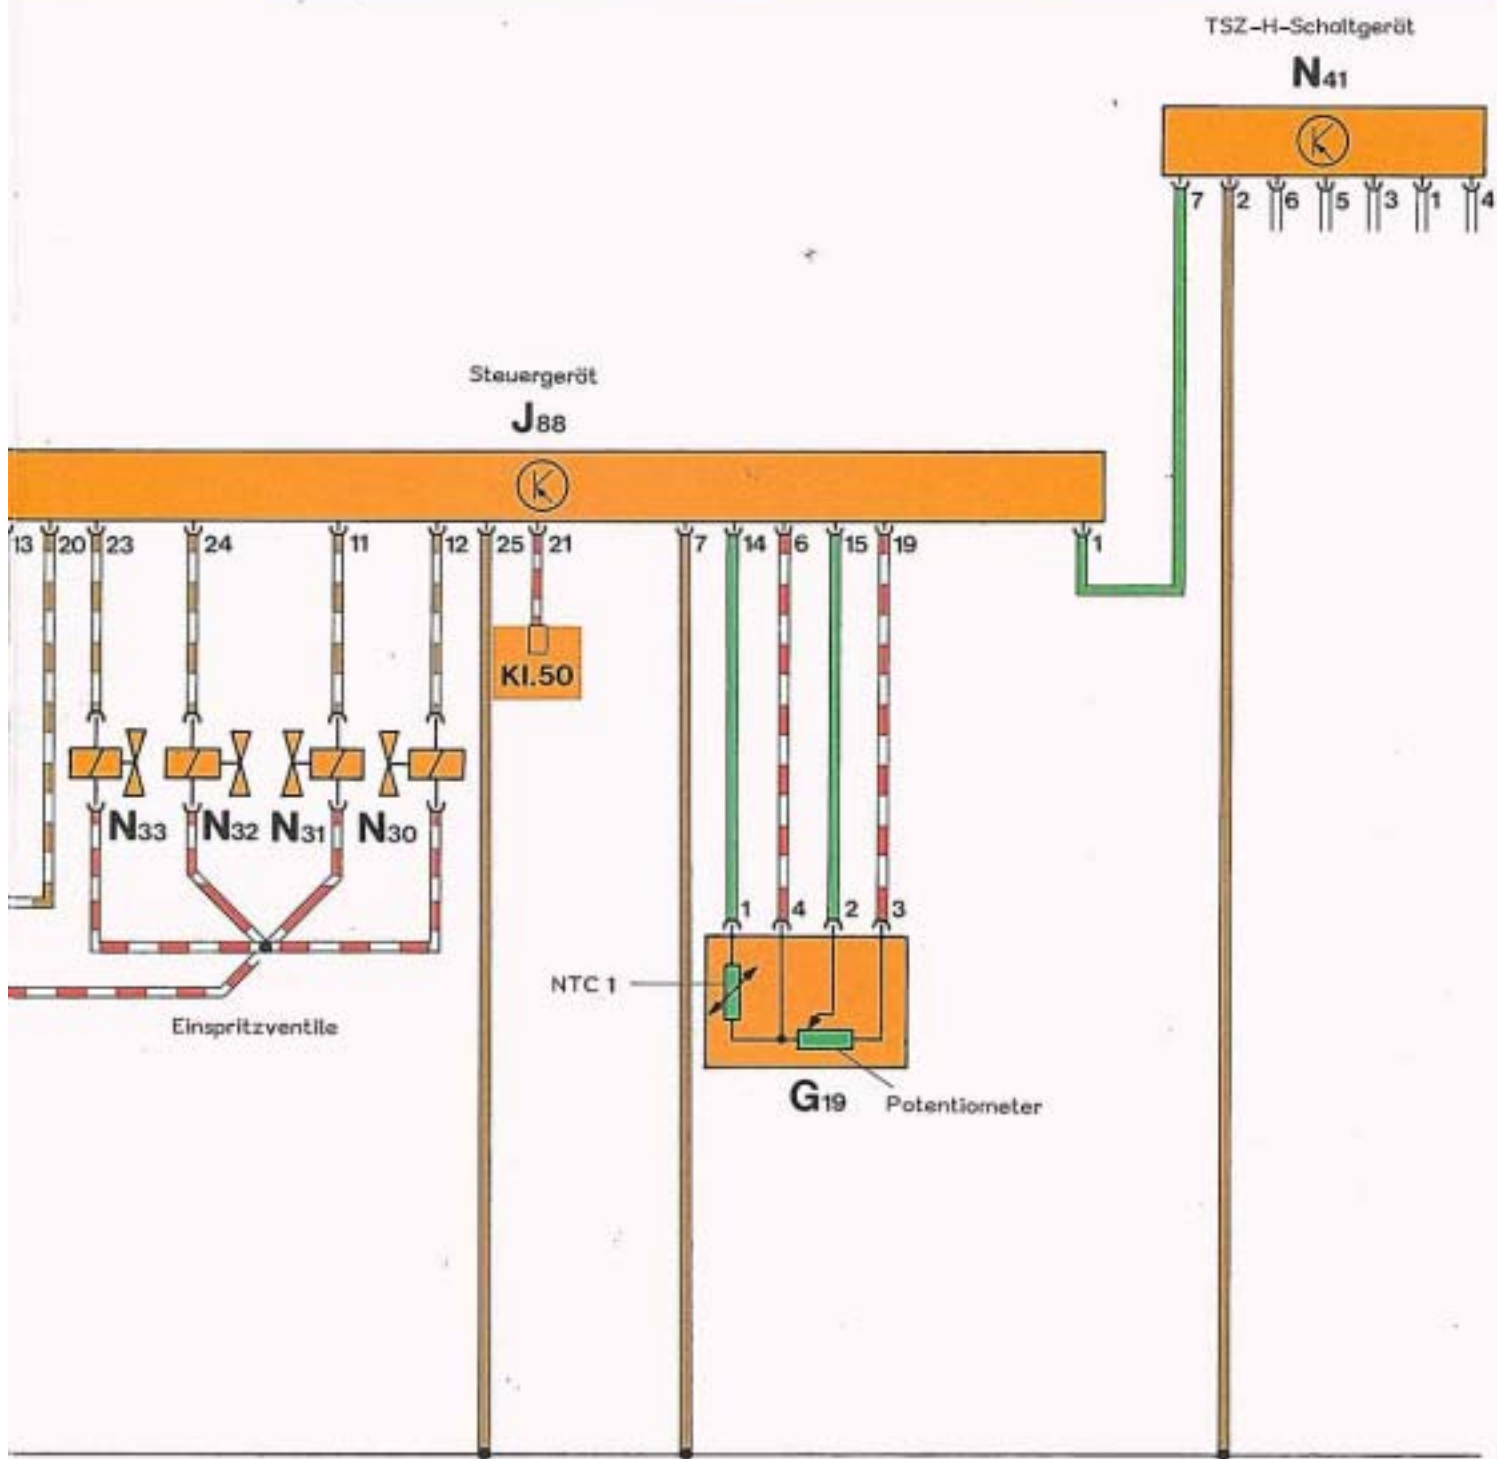 TSZ-H-Schaltgerät
N41
7 2 6 5 3 1 4
Steuergerät
J88
13 20 23 24 11 12 25 21 7 14 6 15 19 1
Kl.50
N33 N32 N31 N30
1 4 2 3
NTC 1
Einspritzventile
G19 Potentiometer